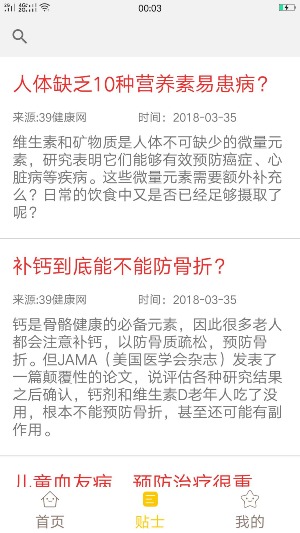 00:03
人体缺乏10种营养素易患病?
来源:39健康网 时间：2018-03-35
维生素和矿物质是人体不可缺少的微量元
素，研究表明它们能够有效预防癌症、心
脏病等疾病。这些微量元素需要额外补充
么？日常的饮食中又是否已经足够摄取了
呢？
补钙到底能不能防骨折?
来源:39健康网 时间：2018-03-35
钙是骨骼健康的必备元素，因此很多老人
都会注意补钙，以防骨质疏松，预防骨
折。但JAMA（美国医学会杂志）发表了
一篇颠覆性的论文，说评估各种研究结果
之后确认，钙剂和维生素D老年人吃了没
用，根本不能预防骨折，甚至还可能有副
作用。
儿童血友病，预防治疗很重
首页 贴士 我的